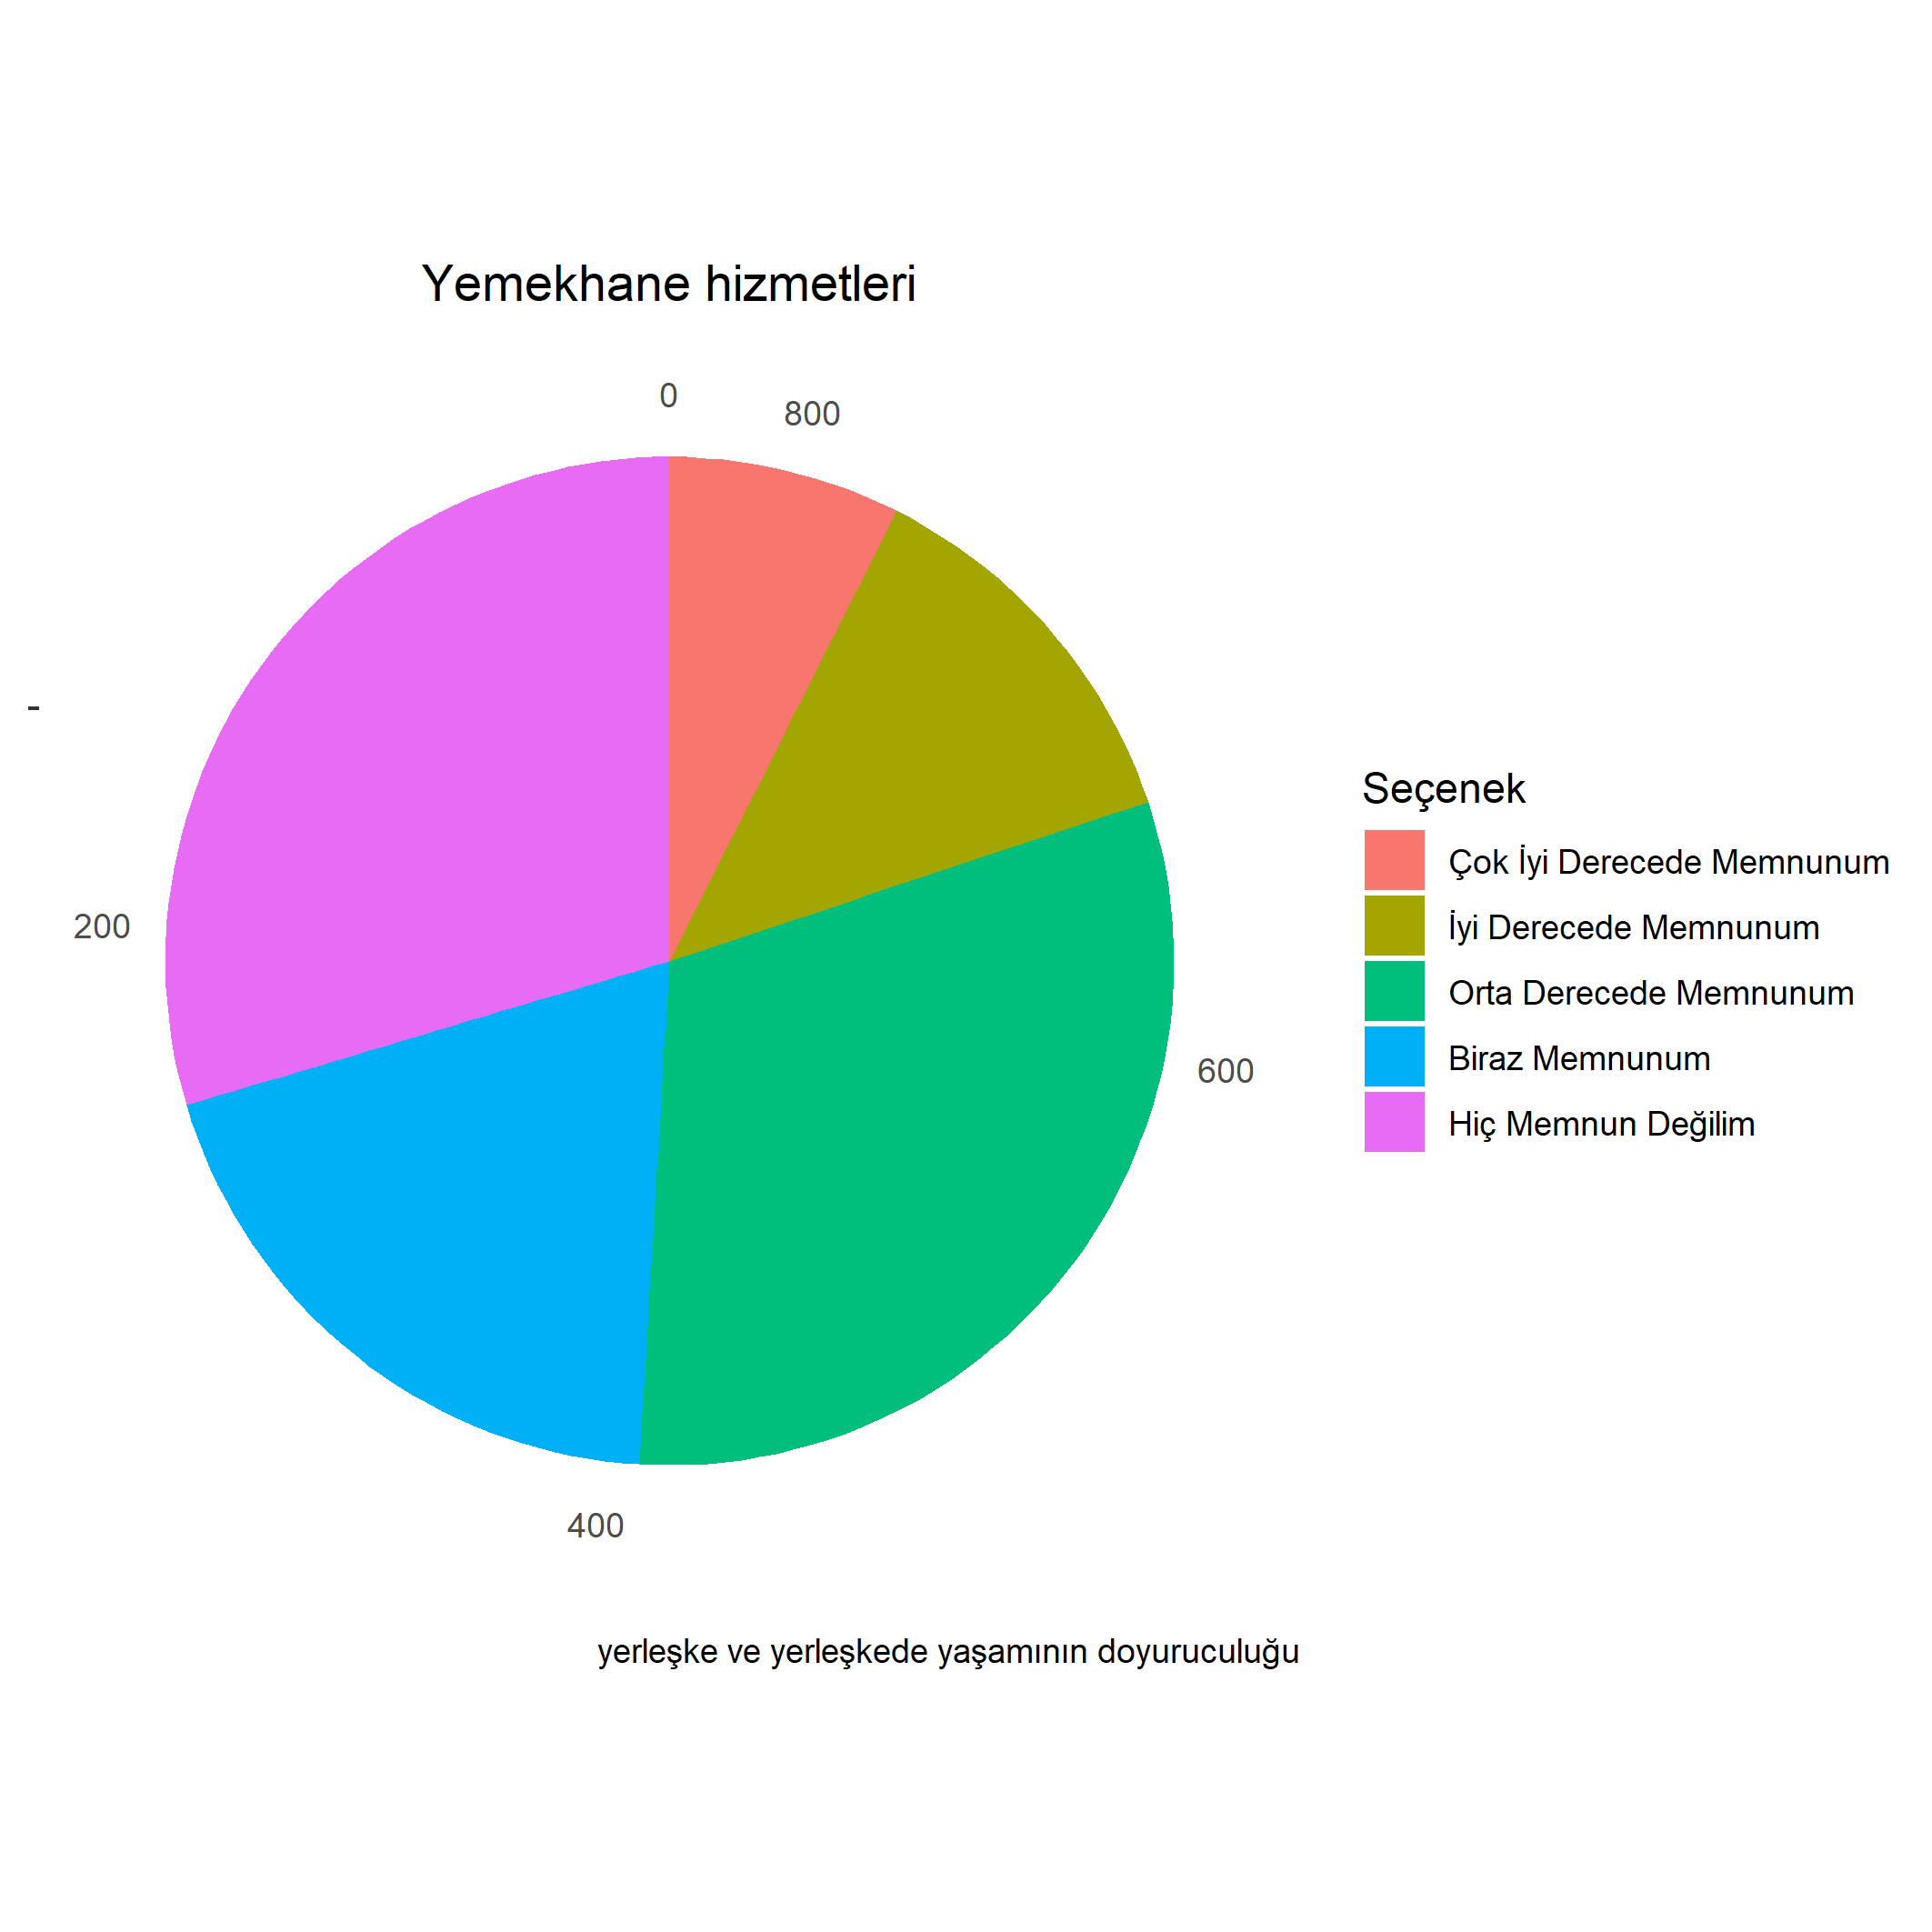 Yemekhane hizmetleri
0
800
-
200
600
400
Seçenek
Çok İyi Derecede Memnunum
İyi Derecede Memnunum
Orta Derecede Memnunum
Biraz Memnunum
Hiç Memnun Değilim
yerleşke ve yerleşkede yaşamının doyuruculuğu